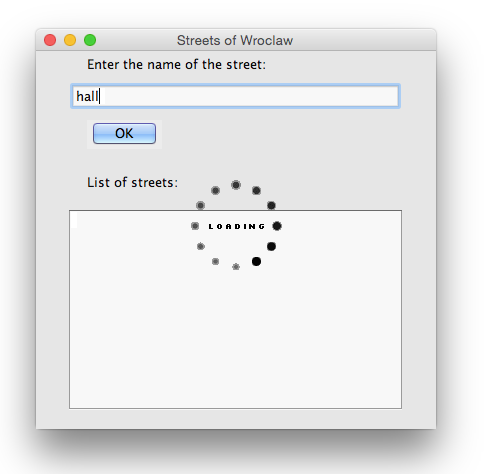 Streets of Wroclaw
Enter the name of the street:
hall
OK
List of streets:
LOADING